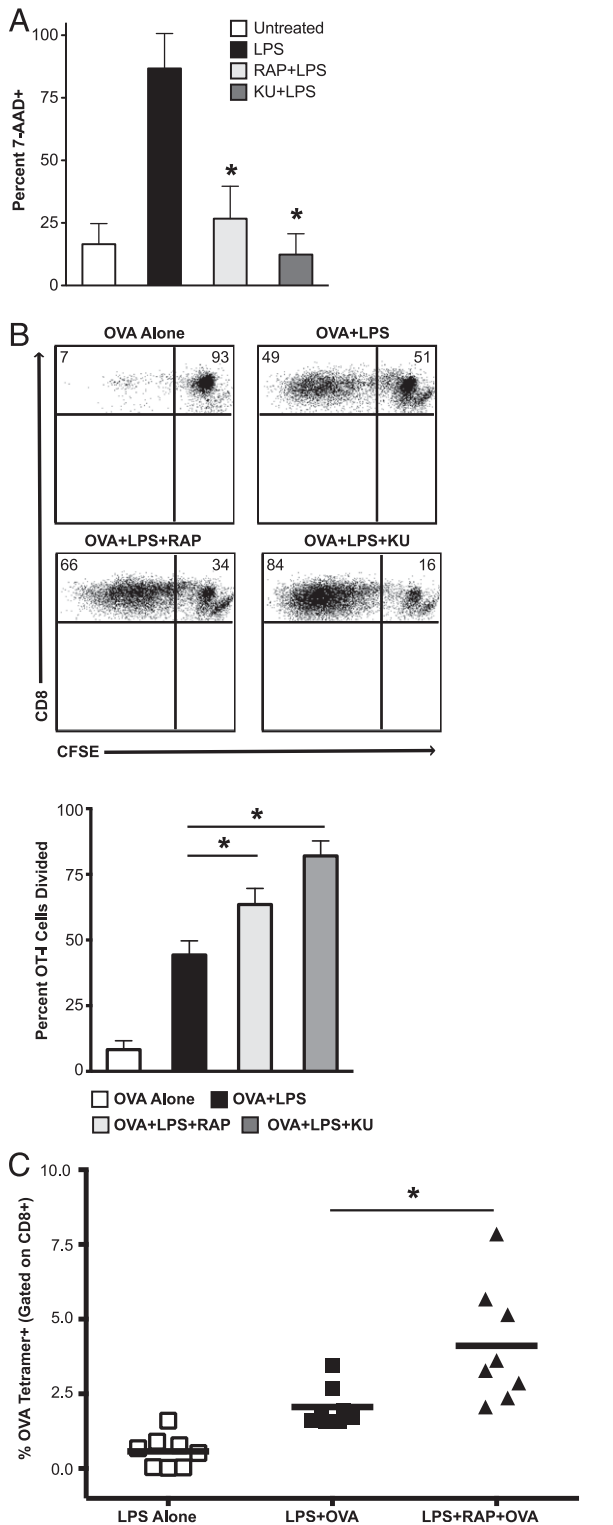 A
100
75
50
25
0
Percent 7-AAD+
Untreated
LPS
RAP+LPS
KU+LPS
*
*
B
OVA Alone
OVA+LPS
7 93
49 51
OVA+LPS+RAP
OVA+LPS+KU
66 34
84 16
CD8
CFSE
100
75
50
25
0
Percent OT-I Cells Divided
*
*
OVA Alone OVA+LPS
OVA+LPS+RAP OVA+LPS+KU
C
10.0
7.5
5.0
2.5
0.0
% OVA Tetramer+ (Gated on CD8+)
*
LPS Alone LPS+OVA LPS+RAP+OVA